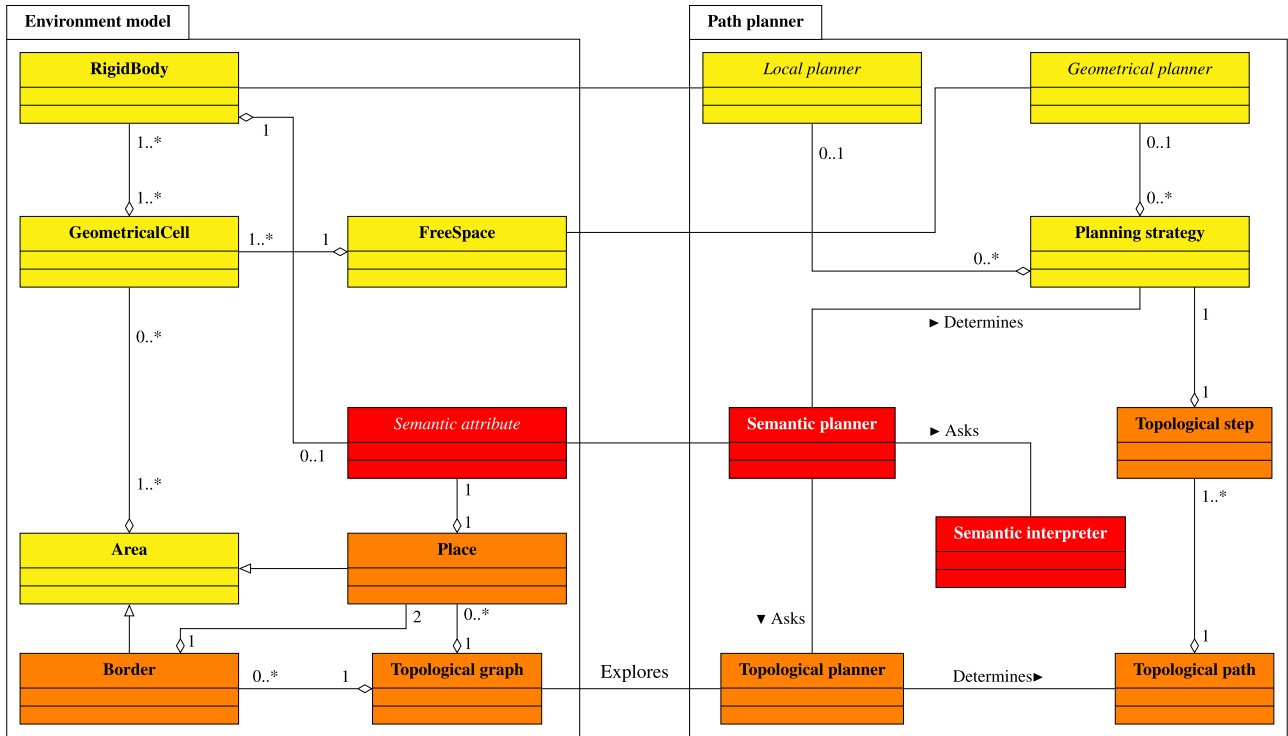 Environment model
Path planner
RigidBody
Local planner
Geometrical planner
1
1..*
0..1
0..1
1..*
0..*
GeometricalCell
1..*
1
FreeSpace
Planning strategy
0..*
► Determines
1
0..*
1
Semantic attribute
Semantic planner
► Asks
Topological step
0..1
1..*
1
1..*
1
Semantic interpreter
Area
Place
2
0..*
▼ Asks
1
1
1
Border
0..*
1
Topological graph
Explores
Topological planner
Determines►
Topological path